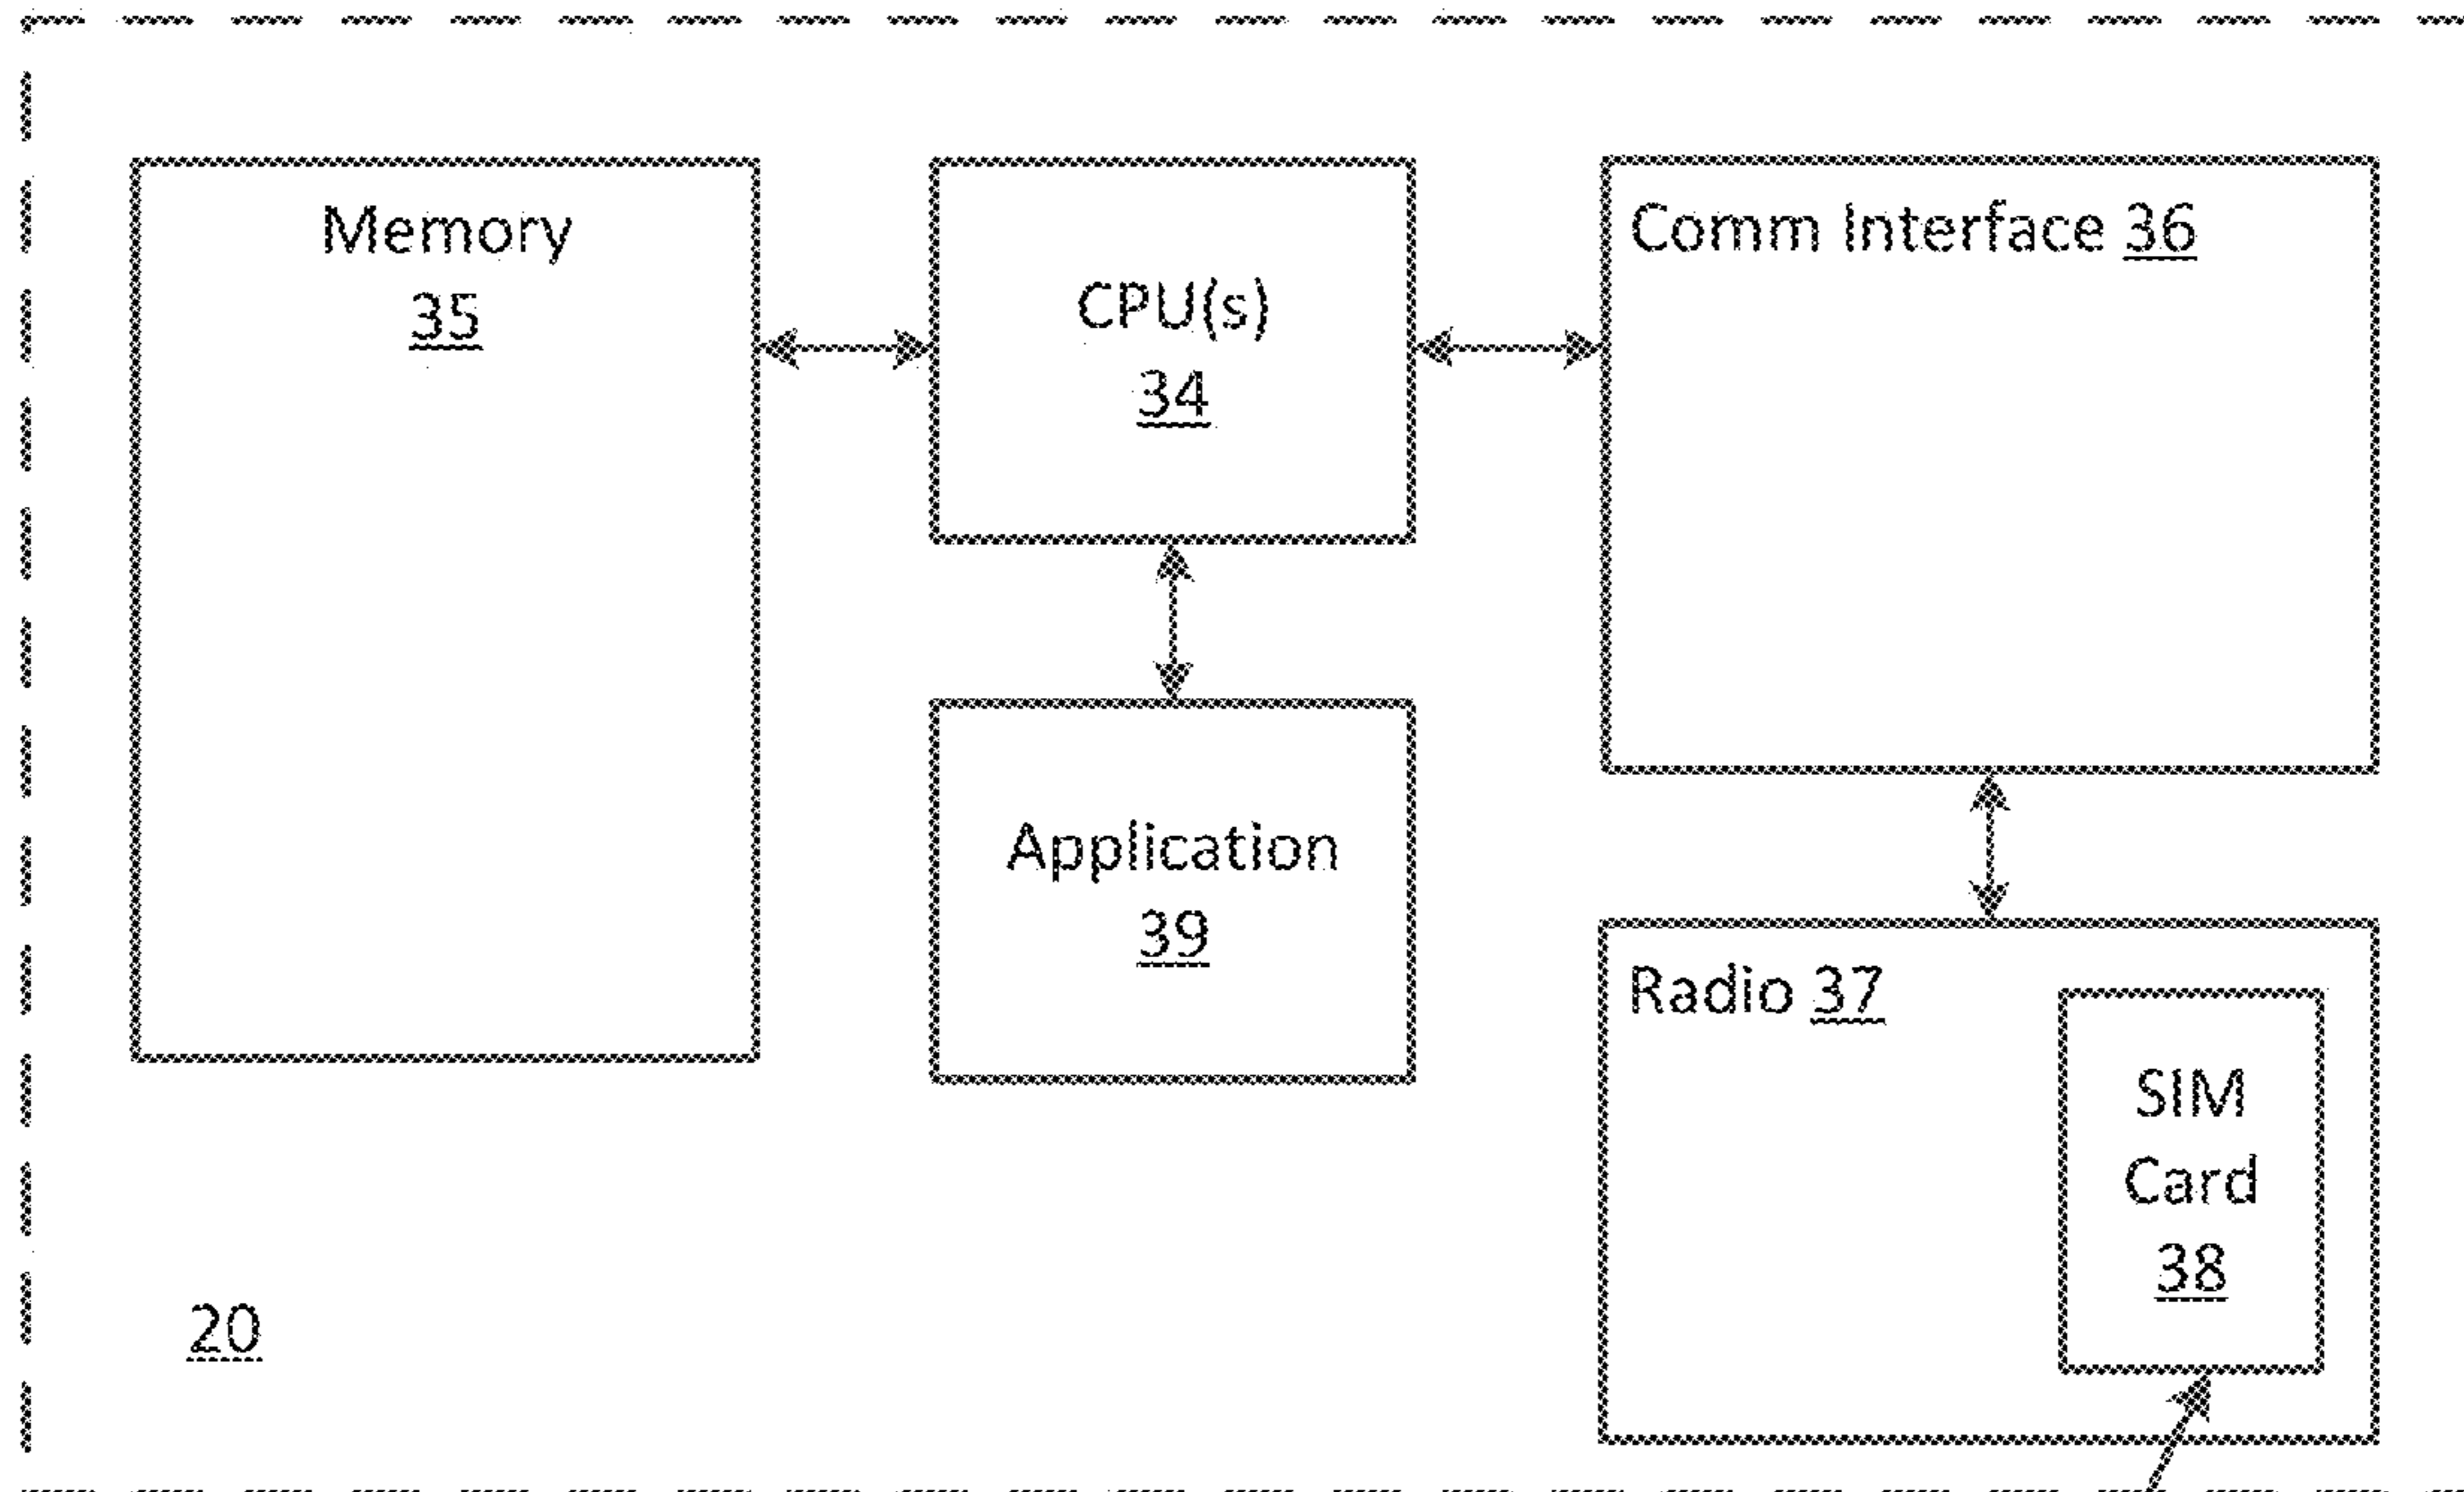 Memory
35
CPU(s)
34
Comm Interface 36
Application
39
Radio 37
SIM
Card
38
20